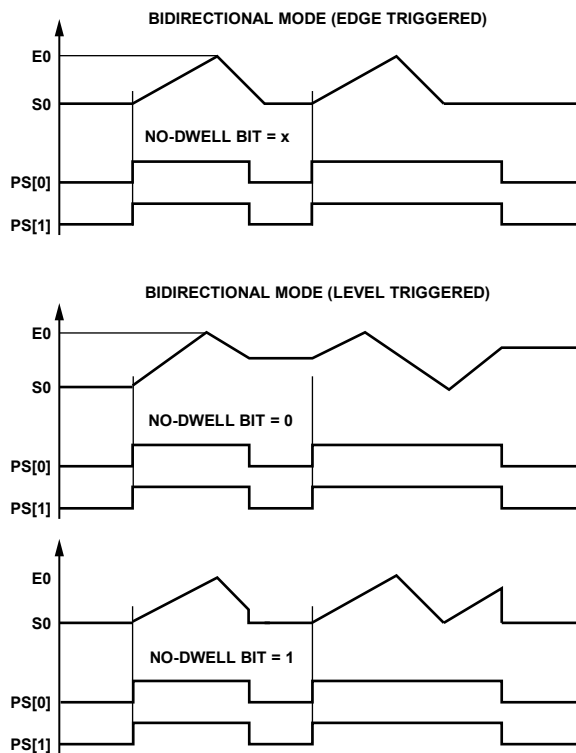 BIDIRECTIONAL MODE (EDGE TRIGGERED)
E0
S0
NO-DWELL BIT = x
PS[0]
PS[1]
BIDIRECTIONAL MODE (LEVEL TRIGGERED)
E0
S0
NO-DWELL BIT = 0
PS[0]
PS[1]
E0
S0
NO-DWELL BIT = 1
PS[0]
PS[1]